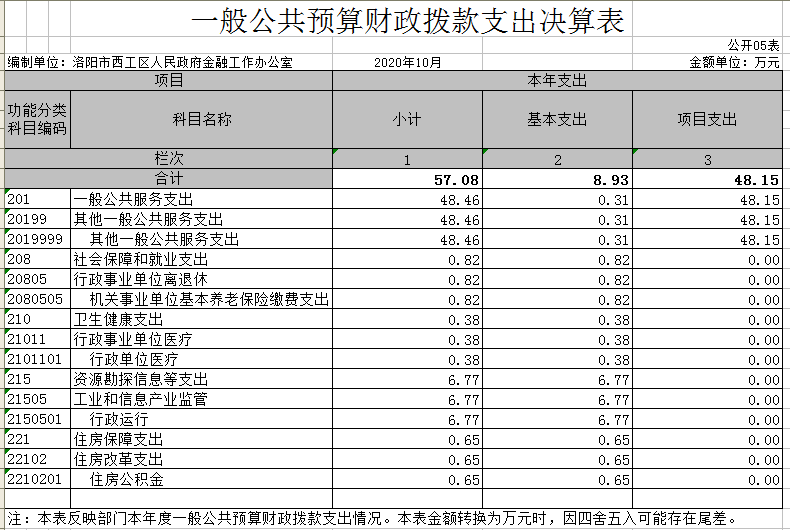 一般公共预算财政拨款支出决算表
公开05表
编制单位：洛阳市西工区人民政府金融工作办公室 2020年10月 金额单位：万元
项目 本年支出
功能分类科目编码 科目名称 小计 基本支出 项目支出
栏次 1 2 3
合计 57.08 8.93 48.15
201 一般公共服务支出 48.46 0.31 48.15
20199 其他一般公共服务支出 48.46 0.31 48.15
2019999 其他一般公共服务支出 48.46 0.31 48.15
208 社会保障和就业支出 0.82 0.82 0.00
20805 行政事业单位离退休 0.82 0.82 0.00
2080505 机关事业单位基本养老保险缴费支出 0.82 0.82 0.00
210 卫生健康支出 0.38 0.38 0.00
21011 行政事业单位医疗 0.38 0.38 0.00
2101101 行政单位医疗 0.38 0.38 0.00
215 资源勘探信息等支出 6.77 6.77 0.00
21505 工业和信息产业监管 6.77 6.77 0.00
2150501 行政运行 6.77 6.77 0.00
221 住房保障支出 0.65 0.65 0.00
22102 住房改革支出 0.65 0.65 0.00
2210201 住房公积金 0.65 0.65 0.00
注：本表反映部门本年度一般公共预算财政拨款支出情况。本表金额转换为万元时，因四舍五入可能存在尾差。